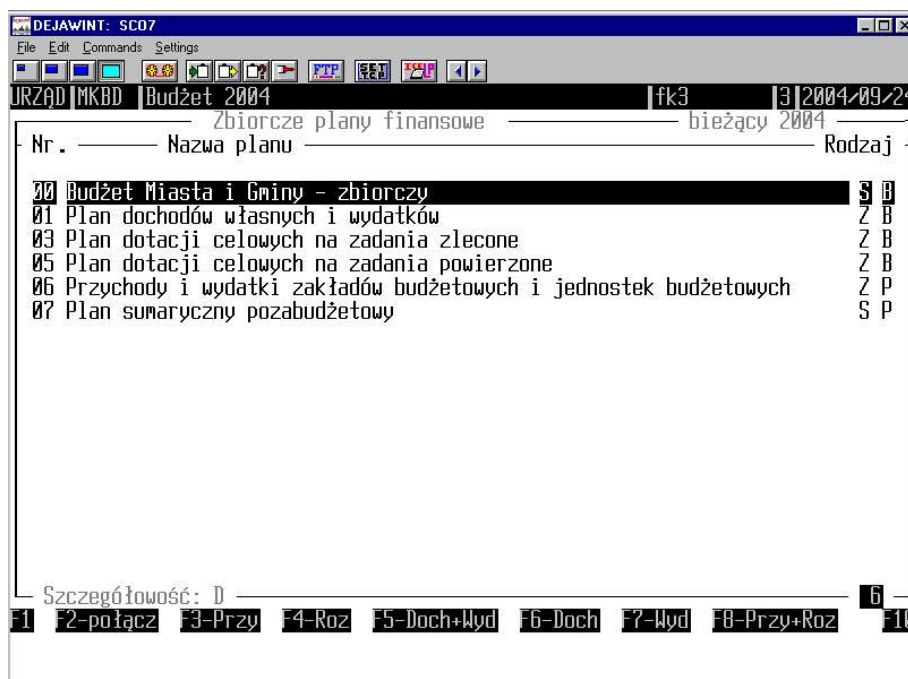 DEJAWINT: SC07
File Edit Commands Settings
FTP
URZĄD MKBD Budżet 2004 fk3 3 2004/09/24
Zbiorcze plany finansowe bieżący 2004
Nr. Nazwa planu Rodzaj
00 Budżet Miasta i Gminy - zbiorczy S B
01 Plan dochodów własnych i wydatków Z B
03 Plan dotacji celowych na zadania zlecone Z B
05 Plan dotacji celowych na zadania powierzone Z B
06 Przychody i wydatki zakładów budżetowych i jednostek budżetowych Z P
07 Plan sumaryczny pozabudżetowy S P
Szczegółowość: D 6
F1 F2-połącz F3-Przy F4-Roz F5-Doch+Wyd F6-Doch F7-Wyd F8-Przy+Roz F10